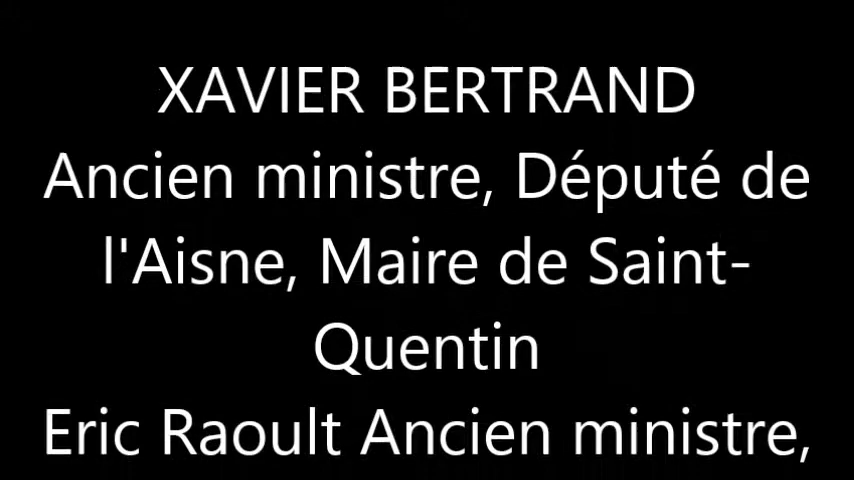 XAVIER BERTRAND
Ancien ministre, Député de
l'Aisne, Maire de Saint-
Quentin
Eric Raoult Ancien ministre,